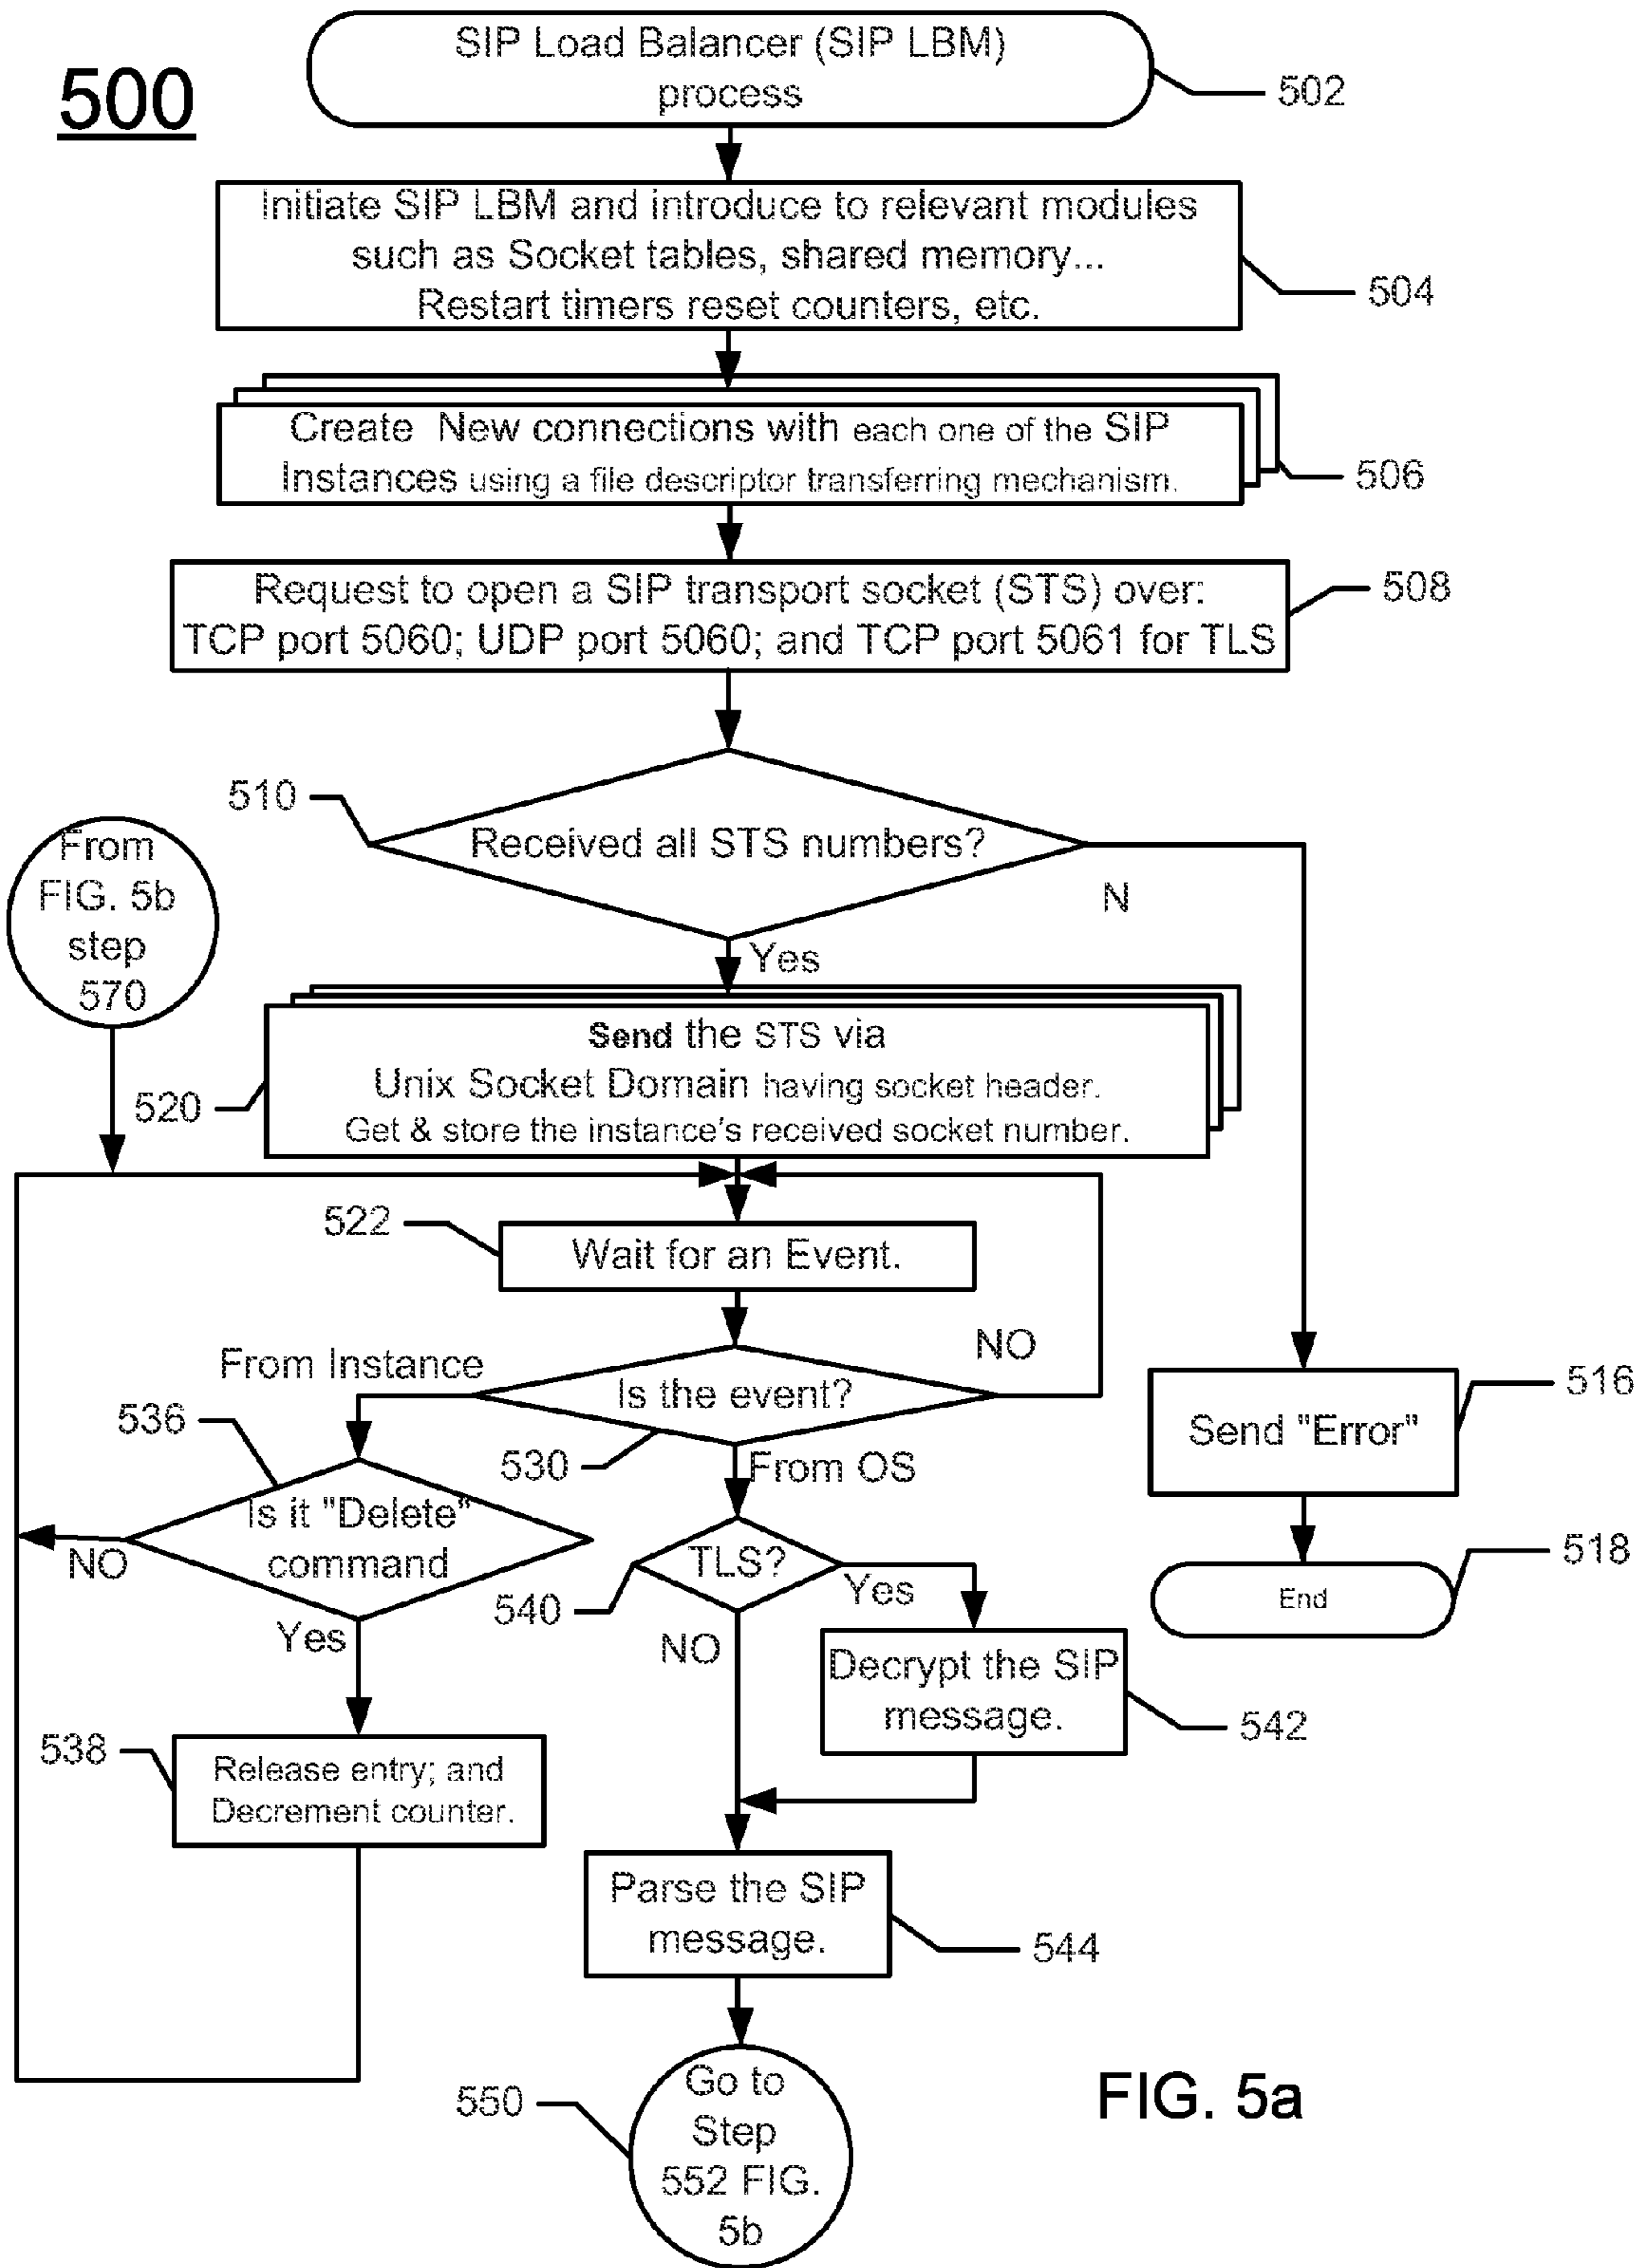 500
SIP Load Balancer (SIP LBM)
process
502
Initiate SIP LBM and introduce to relevant modules
such as Socket tables, shared memory...
Restart timers reset counters, etc.
504
Create New connections with each one of the SIP
Instances using a file descriptor transferring mechanism.
506
Request to open a SIP transport socket (STS) over:
TCP port 5060; UDP port 5060; and TCP port 5061 for TLS
508
510
Received all STS numbers?
N
Yes
From
FIG. 5b
step
570
Send the STS via
Unix Socket Domain having socket header.
Get & store the instance's received socket number.
520
522
Wait for an Event.
NO
From Instance
Is the event?
530
From OS
516
Send "Error"
518
End
536
Is it "Delete"
command
NO
Yes
TLS?
540
Yes
NO
Decrypt the SIP
message.
542
538
Release entry; and
Decrement counter.
Parse the SIP
message.
544
550
Go to
Step
552 FIG.
5b
FIG. 5a